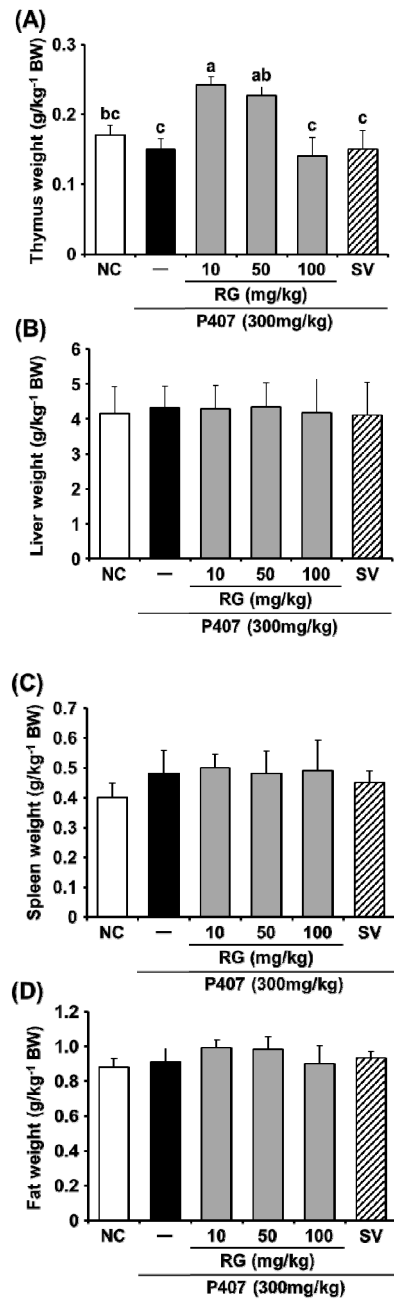 (A)
Thymus weight (g/kg⁻¹ BW)
0.3
0.2
0.1
0
bc
c
a
ab
c
c
NC — 10 50 100 SV
RG (mg/kg)
P407 (300mg/kg)
(B)
Liver weight (g/kg⁻¹ BW)
6
5
4
3
2
1
0
NC — 10 50 100 SV
RG (mg/kg)
P407 (300mg/kg)
(C)
Spleen weight (g/kg⁻¹ BW)
0.7
0.6
0.5
0.4
0.3
0.2
0.1
0
NC — 10 50 100 SV
RG (mg/kg)
P407 (300mg/kg)
(D)
Fat weight (g/kg⁻¹ BW)
1.2
1.0
0.8
0.6
0.4
0.2
0
NC — 10 50 100 SV
RG (mg/kg)
P407 (300mg/kg)